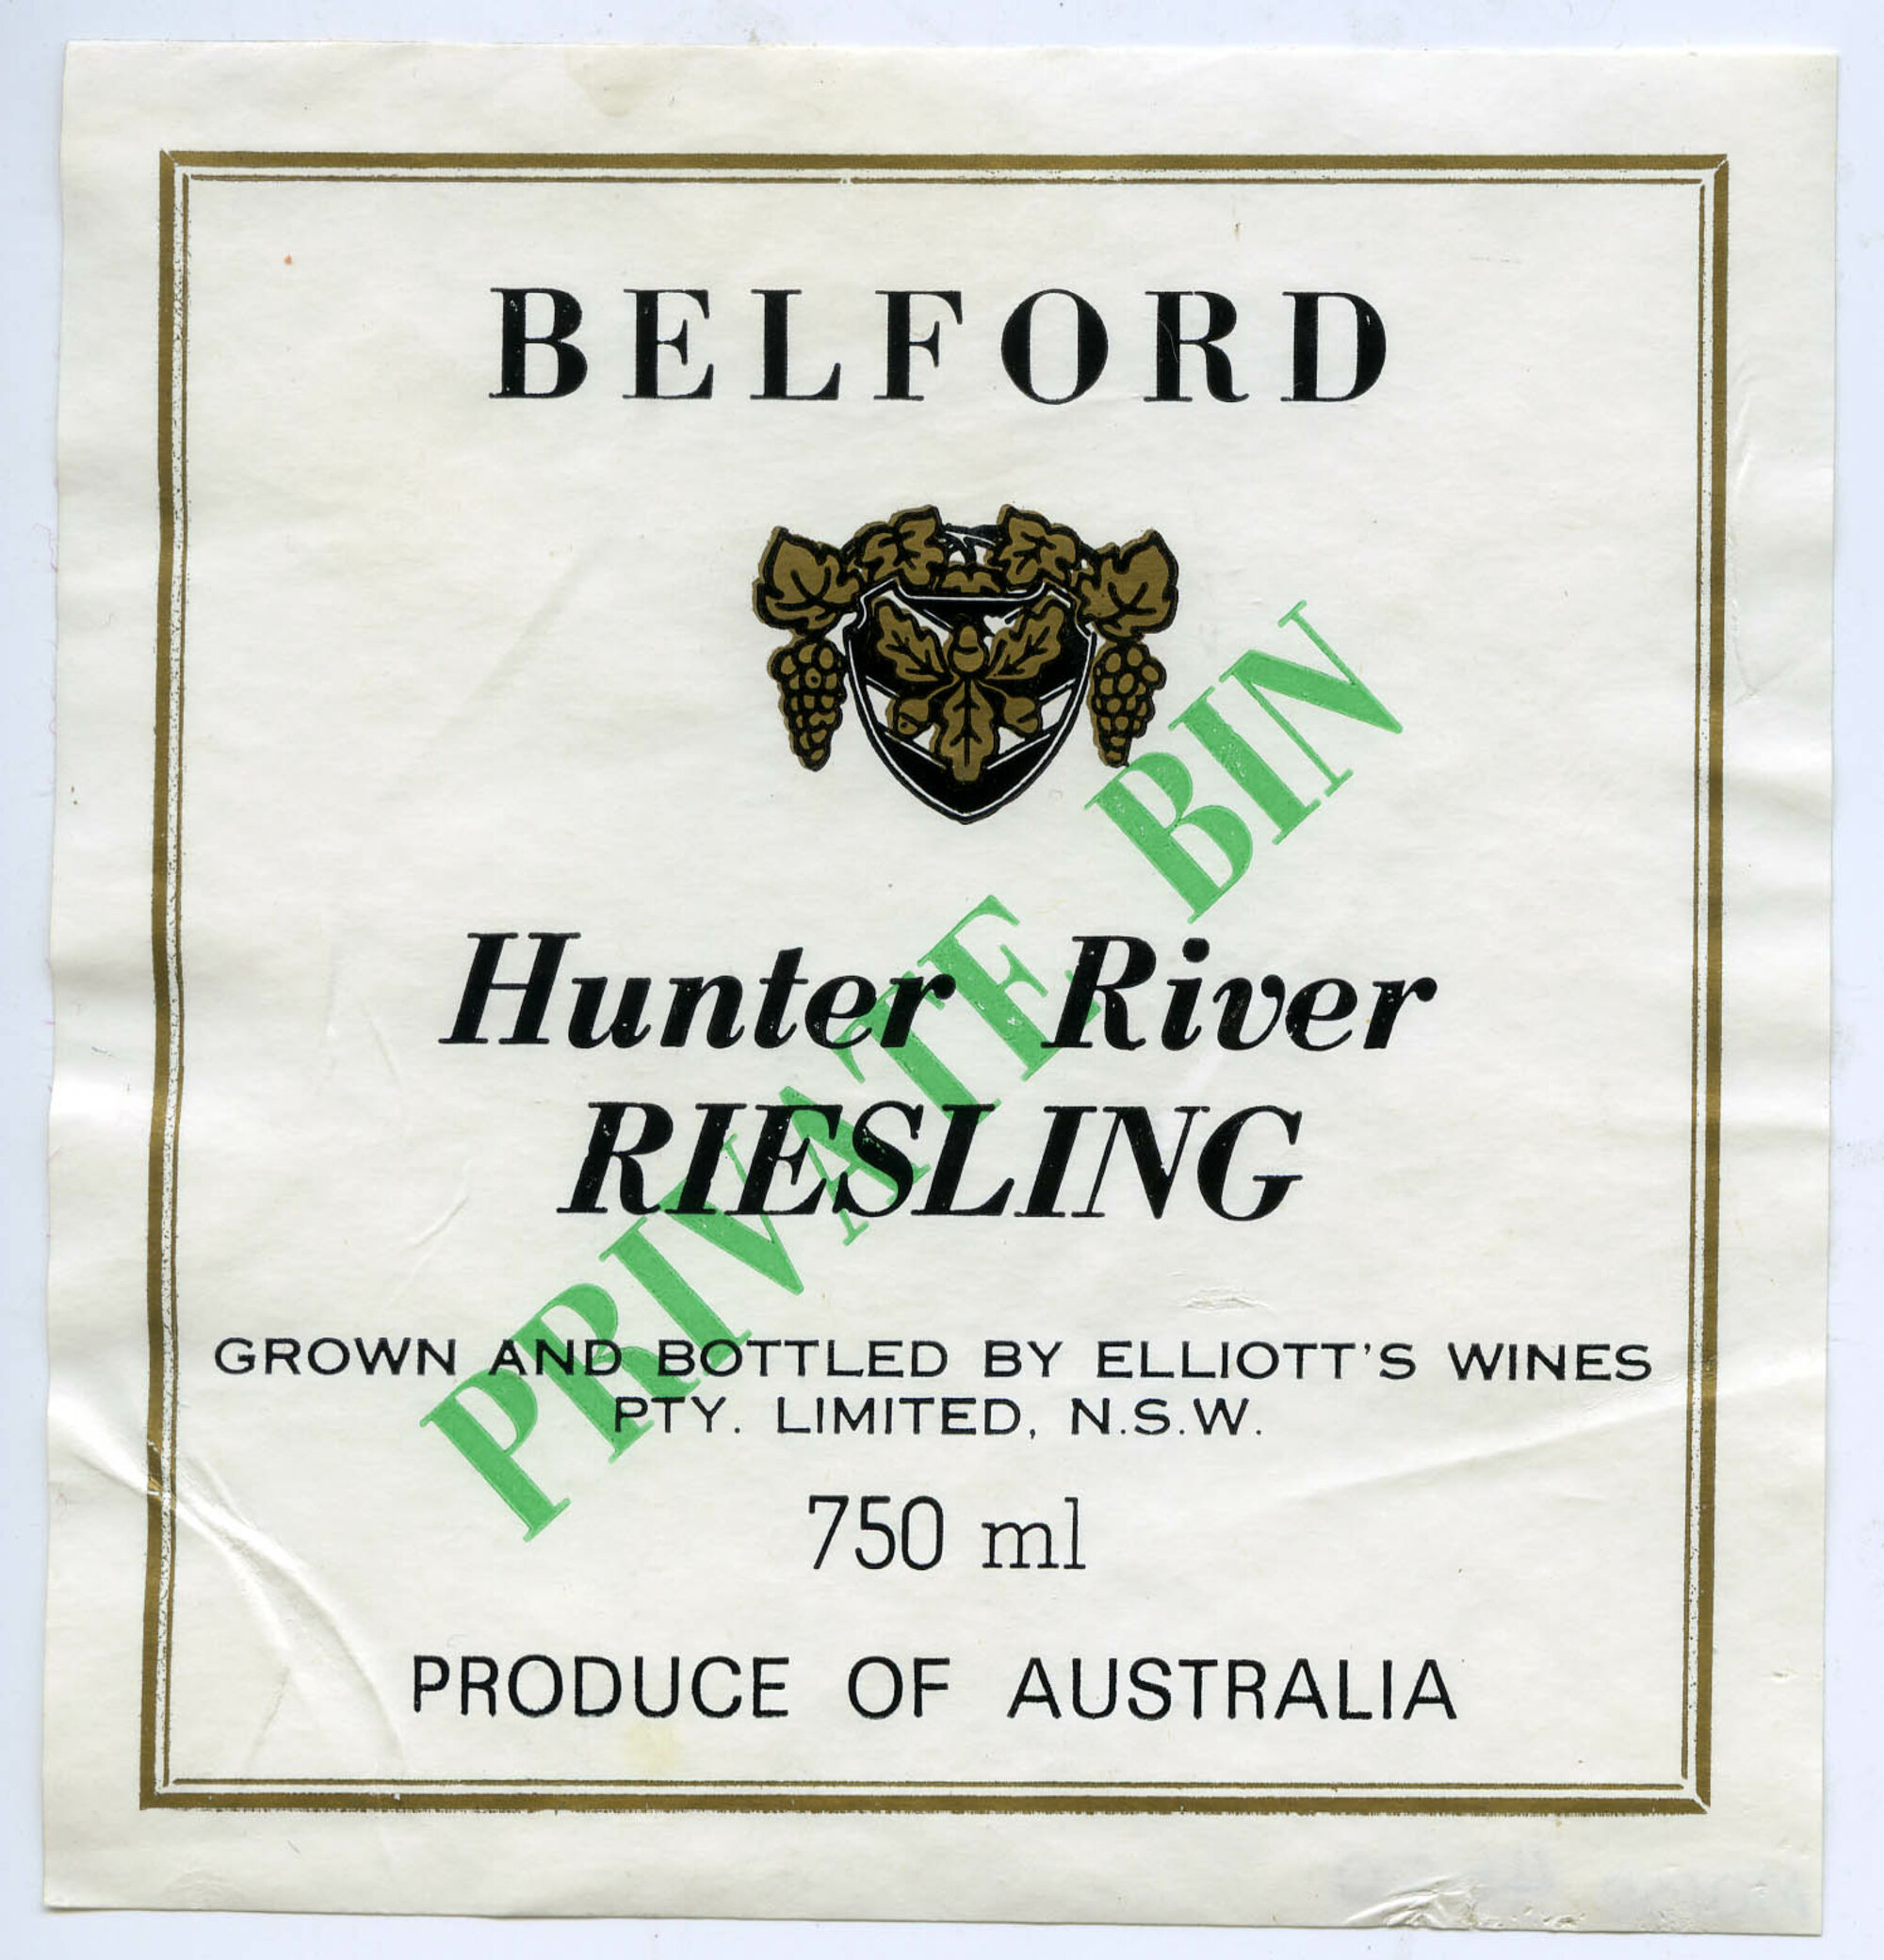 BELFORD
PRIVATE BIN
Hunter River
RIESLING
GROWN AND BOTTLED BY ELLIOTT'S WINES
PTY. LIMITED, N.S.W.
750 ml
PRODUCE OF AUSTRALIA